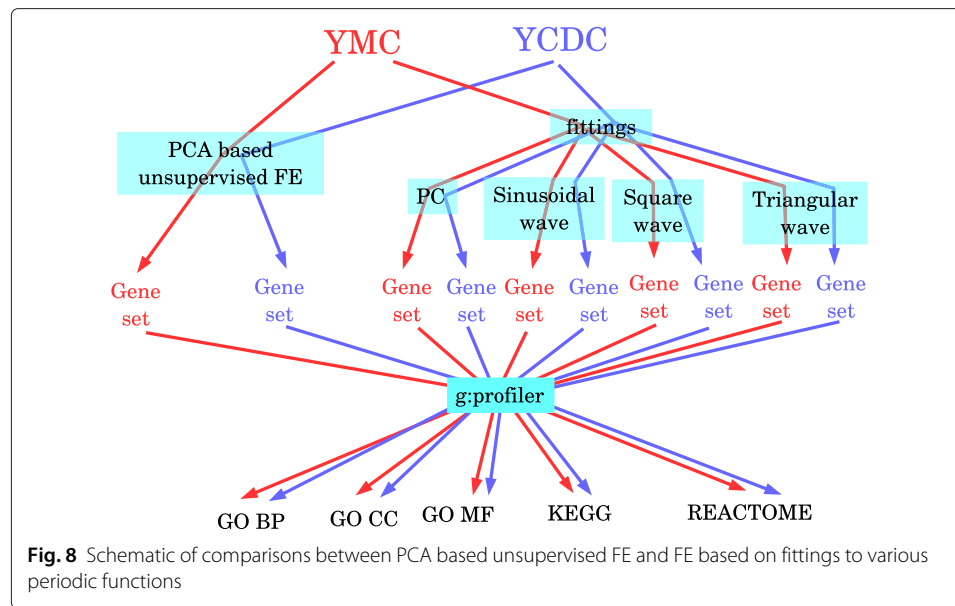 YMC YCDC
fittings
PCA based
unsupervised FE
PC
Sinusoidal
wave
Square
wave
Triangular
wave
Gene
set
Gene
set
Gene
set
Gene
set
Gene
set
Gene
set
Gene
set
Gene
set
Gene
set
Gene
set
g:profiler
GO BP
GO CC
GO MF
KEGG
REACTOME
Fig. 8 Schematic of comparisons between PCA based unsupervised FE and FE based on fittings to various
periodic functions